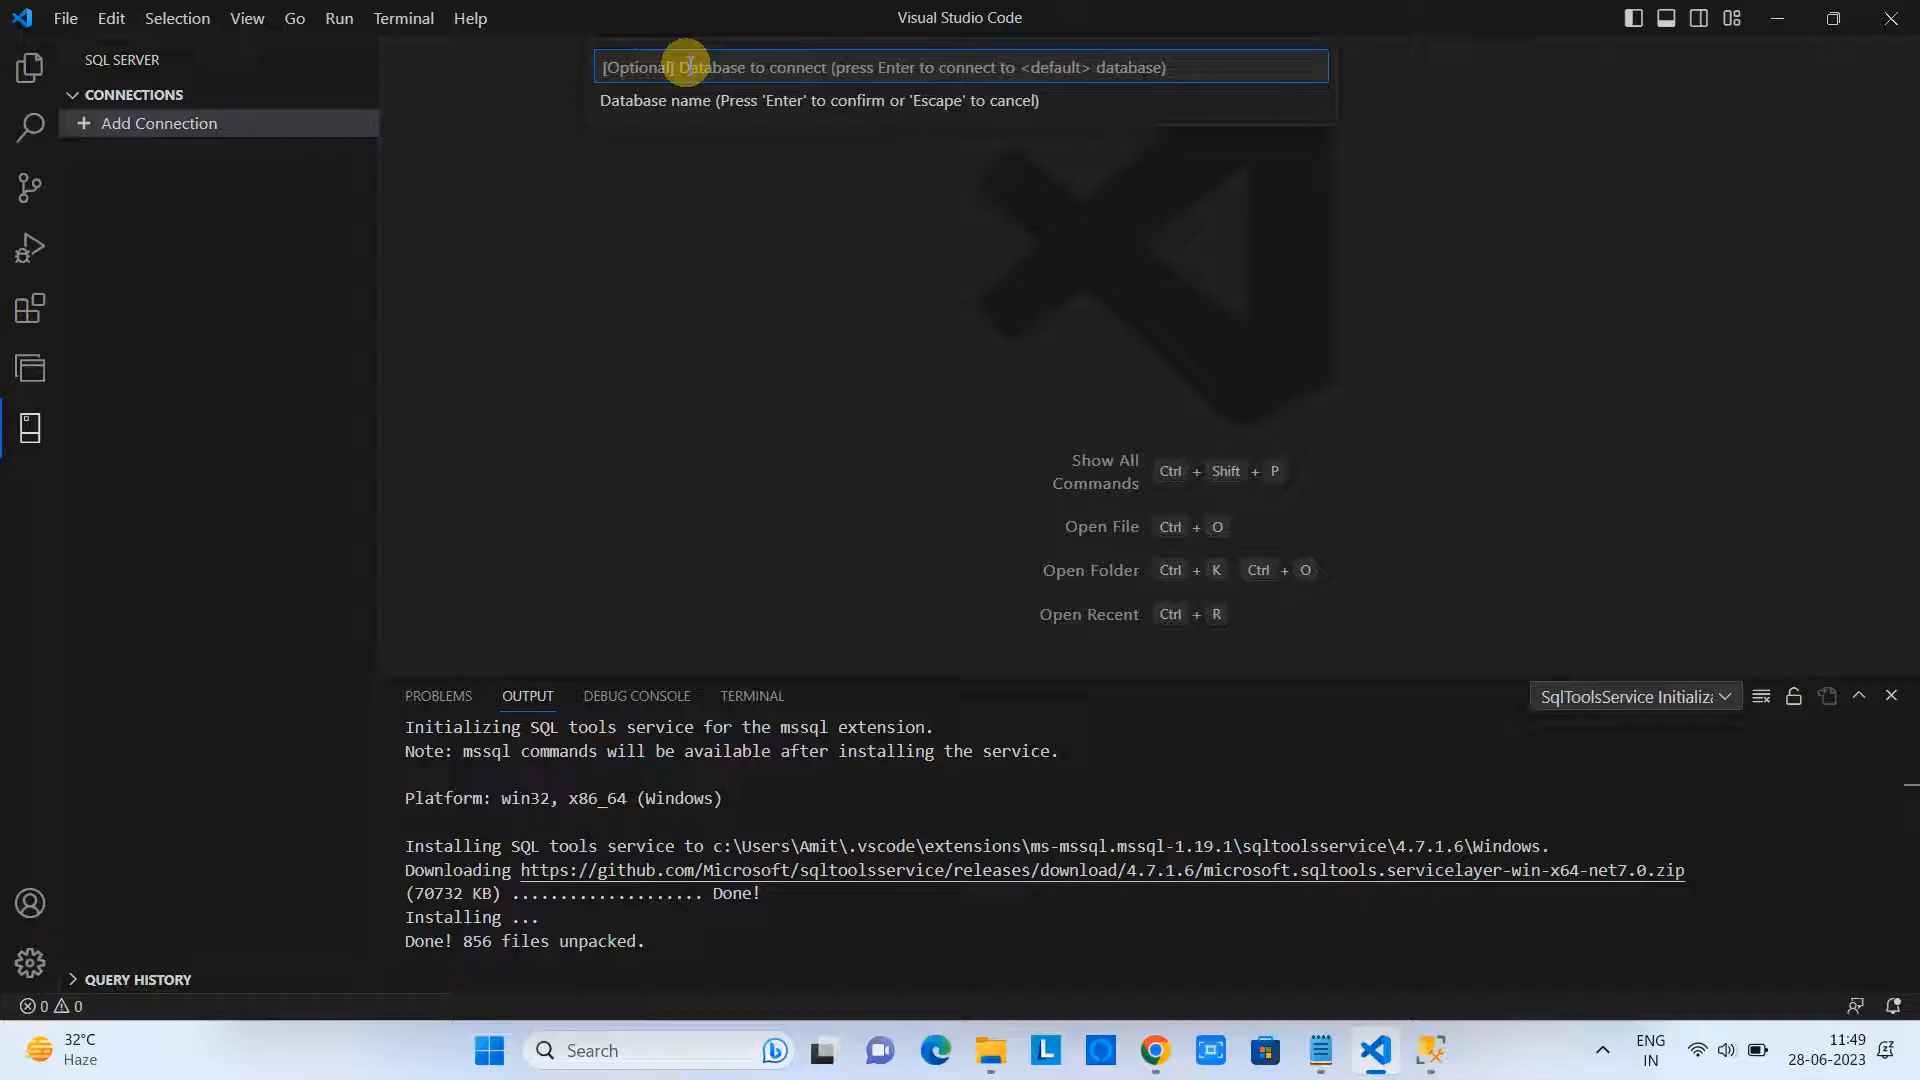 File Edit Selection View Go Run Terminal Help
Visual Studio Code
SQL SERVER
CONNECTIONS
+ Add Connection
[Optional] Database to connect (press Enter to connect to <default> database)
Database name (Press 'Enter' to confirm or 'Escape' to cancel)
Show All Commands Ctrl + Shift + P
Open File Ctrl + O
Open Folder Ctrl + K Ctrl + O
Open Recent Ctrl + R
PROBLEMS OUTPUT DEBUG CONSOLE TERMINAL
SqlToolsService Initializ
Initializing SQL tools service for the mssql extension.
Note: mssql commands will be available after installing the service.
Platform: win32, x86_64 (Windows)
Installing SQL tools service to c:\Users\Amit\.vscode\extensions\ms-mssql.mssql-1.19.1\sqltoolsservice\4.7.1.6\Windows.
Downloading https://github.com/Microsoft/sqltoolsservice/releases/download/4.7.1.6/microsoft.sqltools.servicelayer-win-x64-net7.0.zip
(70732 KB) .................... Done!
Installing ...
Done! 856 files unpacked.
QUERY HISTORY
0 0
32°C
Haze
Search
L
ENG
IN
11:49
28-06-2023